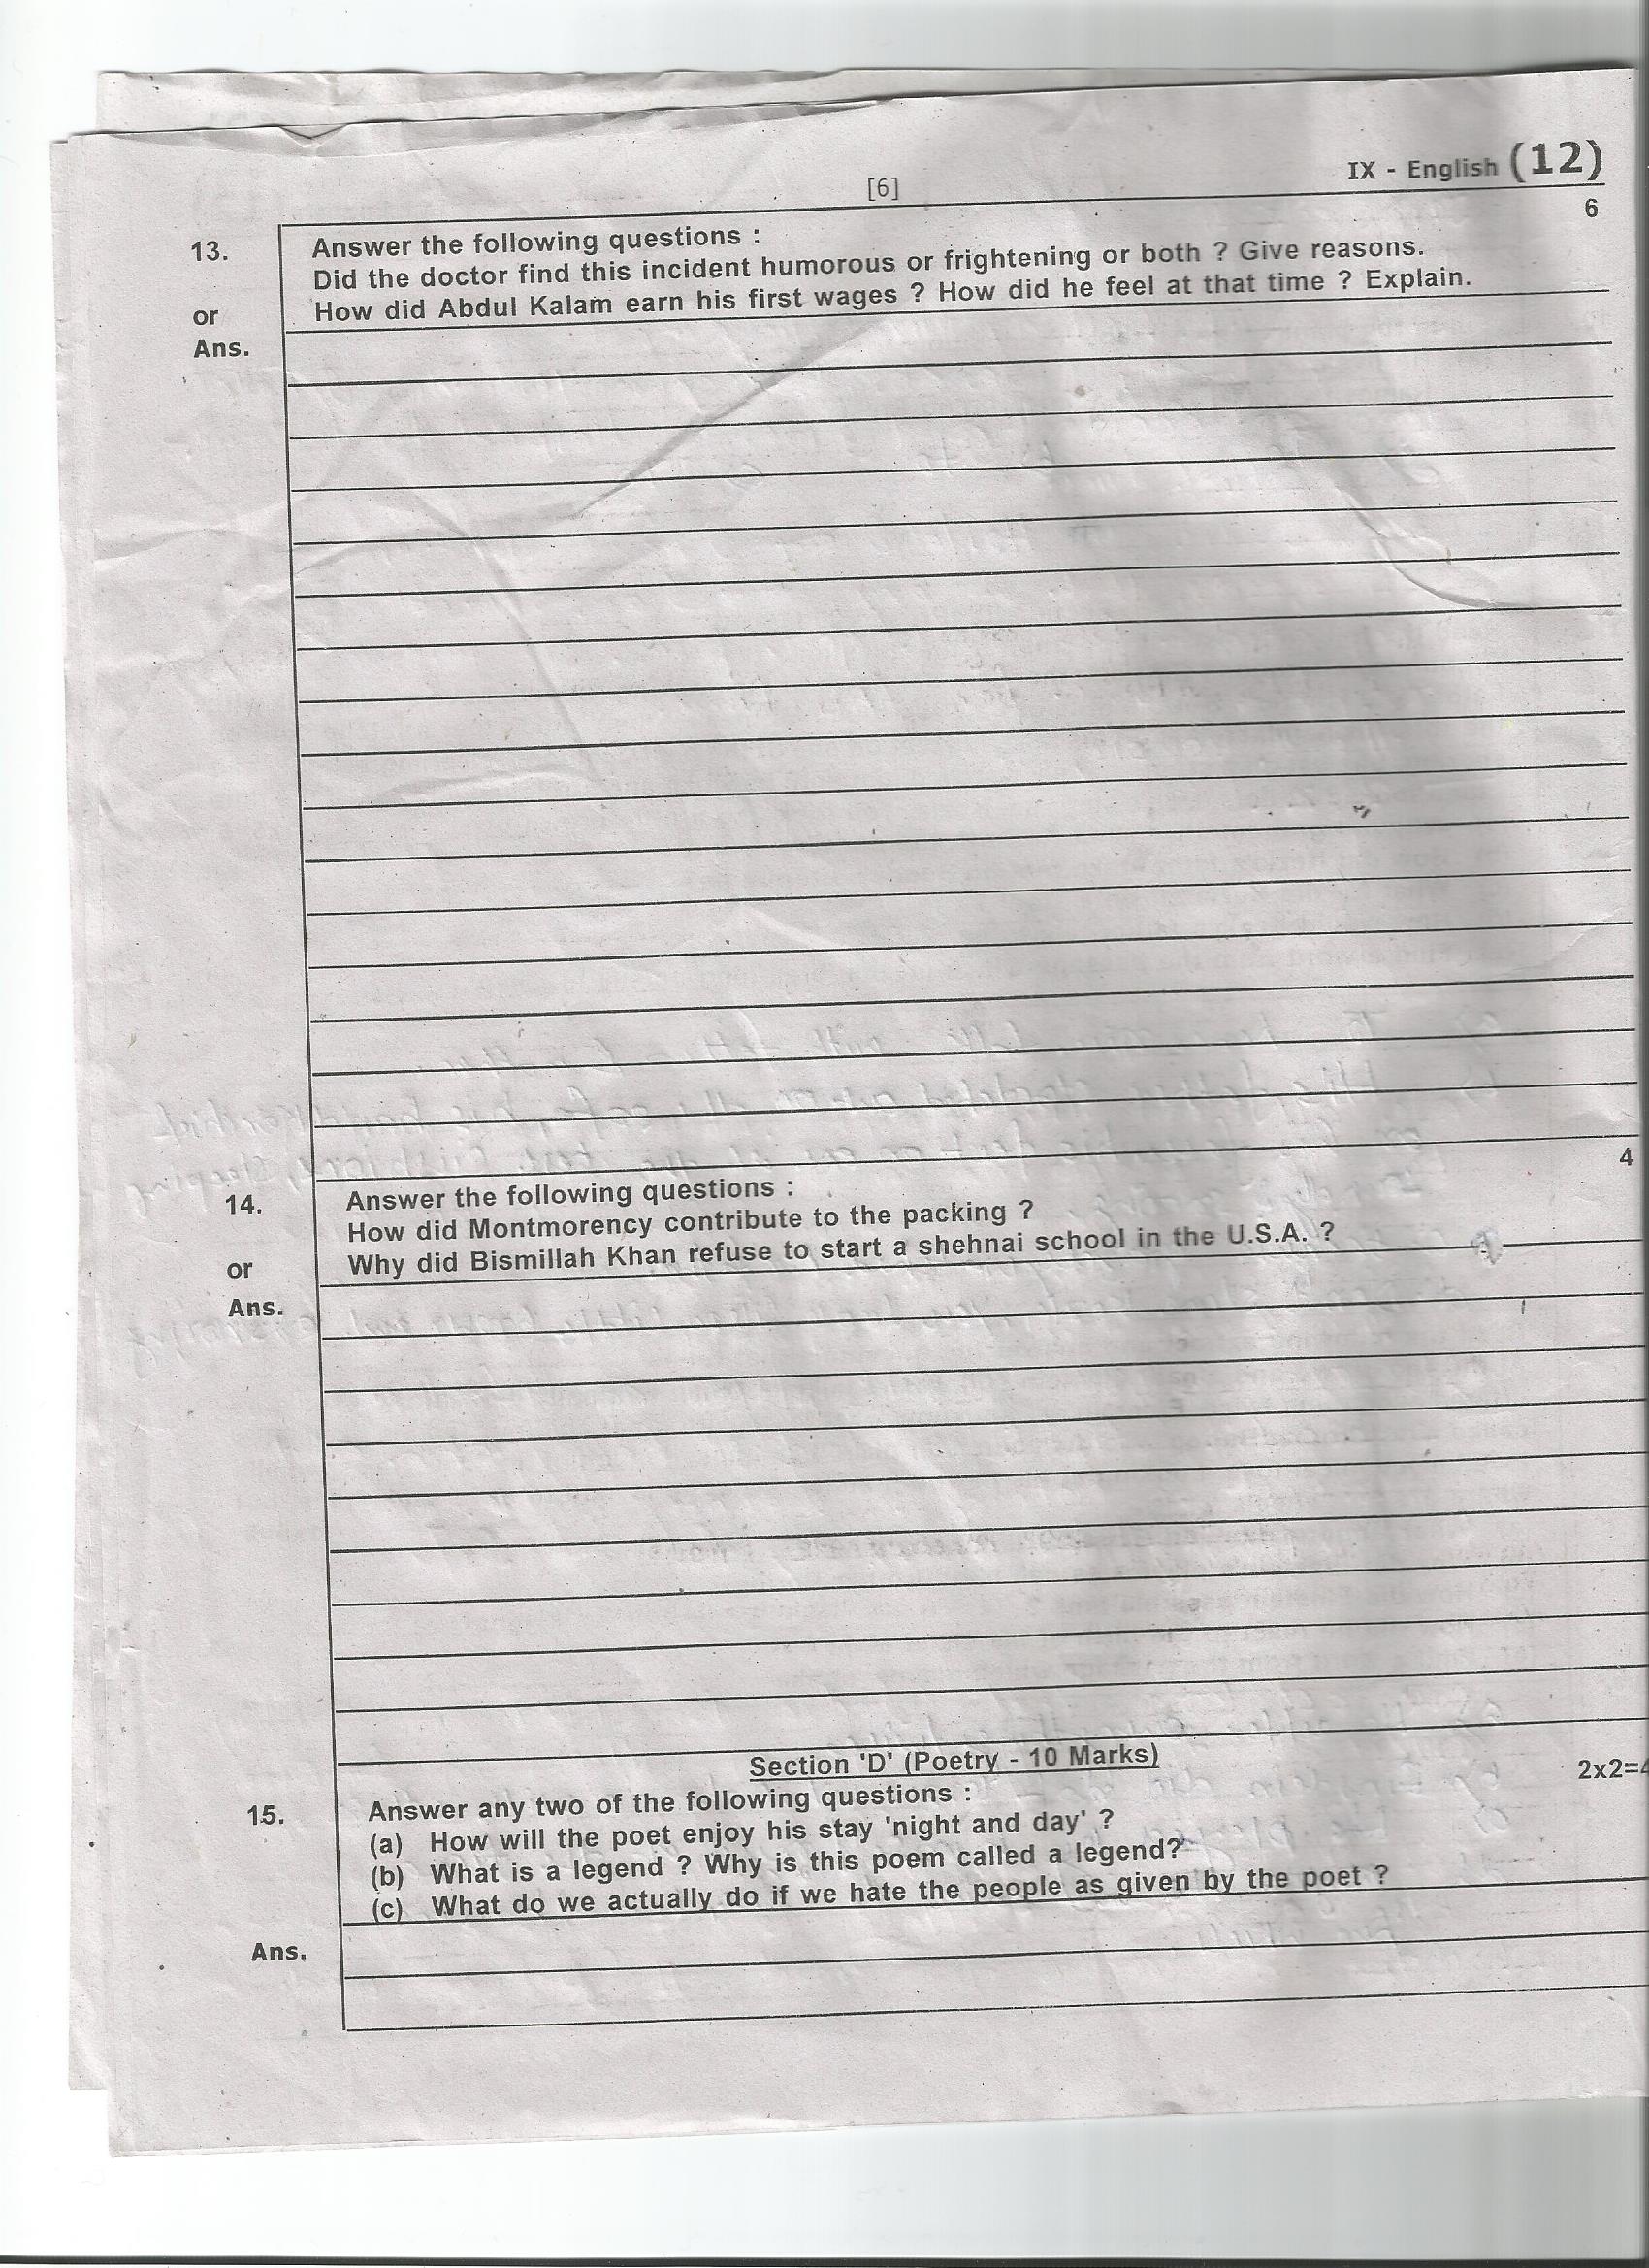 [6]
IX - English (12)
13. Answer the following questions : 6
Did the doctor find this incident humorous or frightening or both ? Give reasons.
or How did Abdul Kalam earn his first wages ? How did he feel at that time ? Explain.
Ans.
14. Answer the following questions : 4
How did Montmorency contribute to the packing ?
or Why did Bismillah Khan refuse to start a shehnai school in the U.S.A. ?
Ans.
Section 'D' (Poetry - 10 Marks)
15. Answer any two of the following questions : 2x2=4
(a) How will the poet enjoy his stay 'night and day' ?
(b) What is a legend ? Why is this poem called a legend?
(c) What do we actually do if we hate the people as given by the poet ?
Ans.